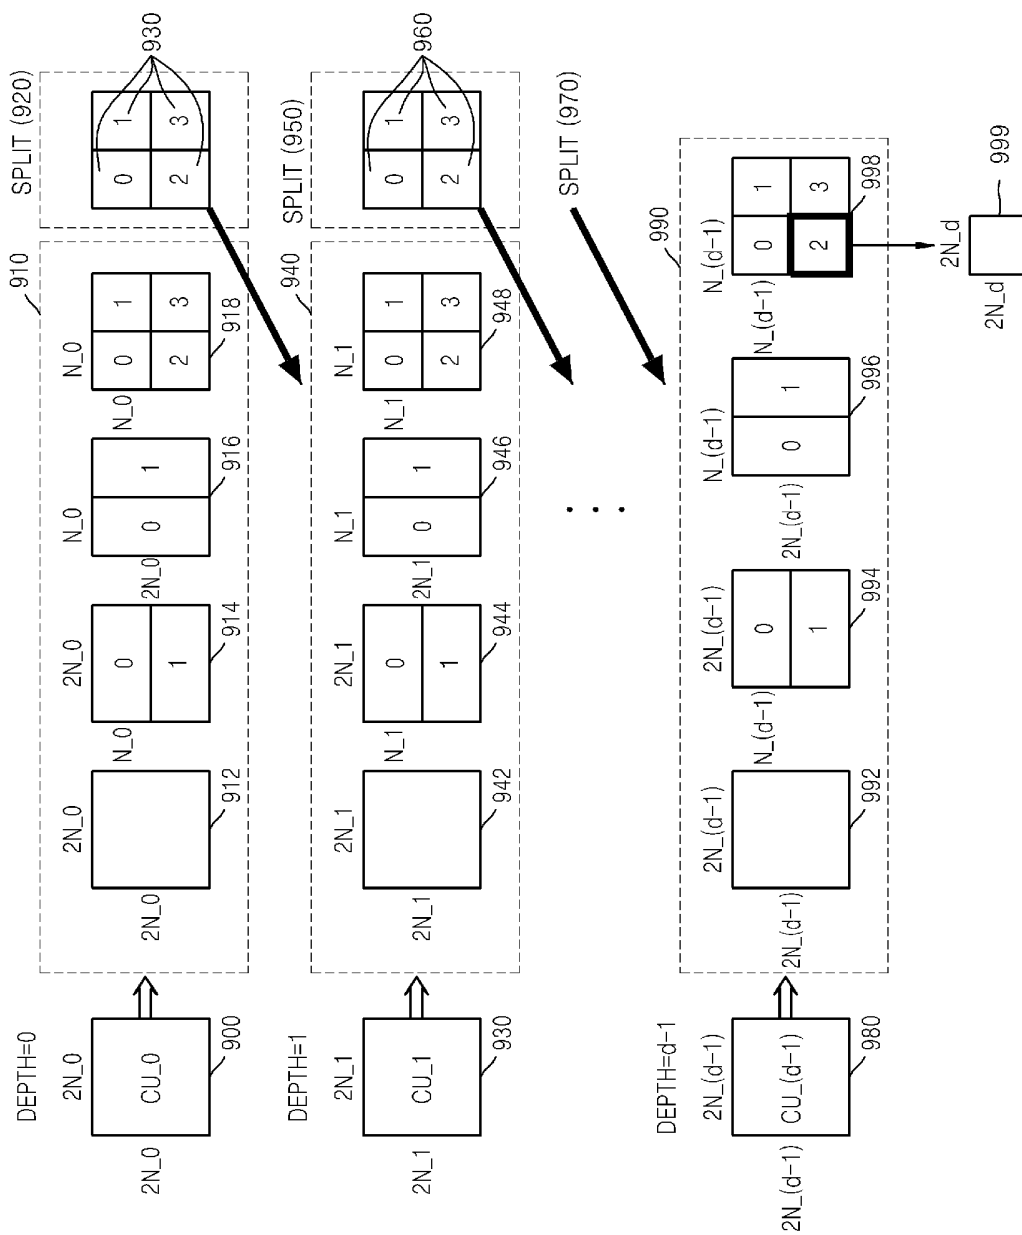 DEPTH=0
2N_0
2N_0
CU_0
900
910
2N_0
2N_0
912
2N_0
N_0
0
1
914
N_0
2N_0
0
1
916
N_0
N_0
0
1
2
3
918
SPLIT (920)
0
1
2
3
930
DEPTH=1
2N_1
2N_1
CU_1
930
940
2N_1
2N_1
942
2N_1
N_1
0
1
944
N_1
2N_1
0
1
946
N_1
N_1
0
1
2
3
948
SPLIT (950)
0
1
2
3
960
SPLIT (970)
DEPTH=d-1
2N_(d-1)
2N_(d-1)
CU_(d-1)
980
990
2N_(d-1)
2N_(d-1)
992
2N_(d-1)
N_(d-1)
0
1
994
N_(d-1)
2N_(d-1)
0
1
996
N_(d-1)
N_(d-1)
0
1
2
3
998
2N_d
2N_d
999